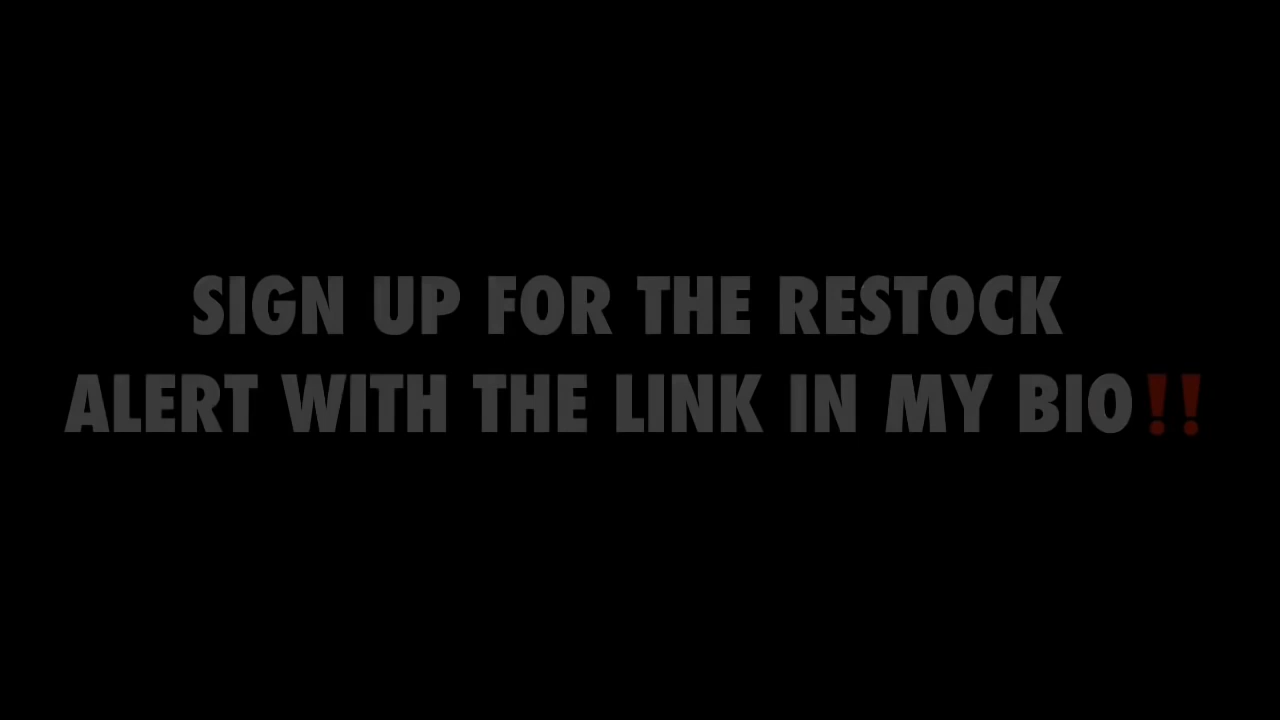 SIGN UP FOR THE RESTOCK
ALERT WITH THE LINK IN MY BIO‼️